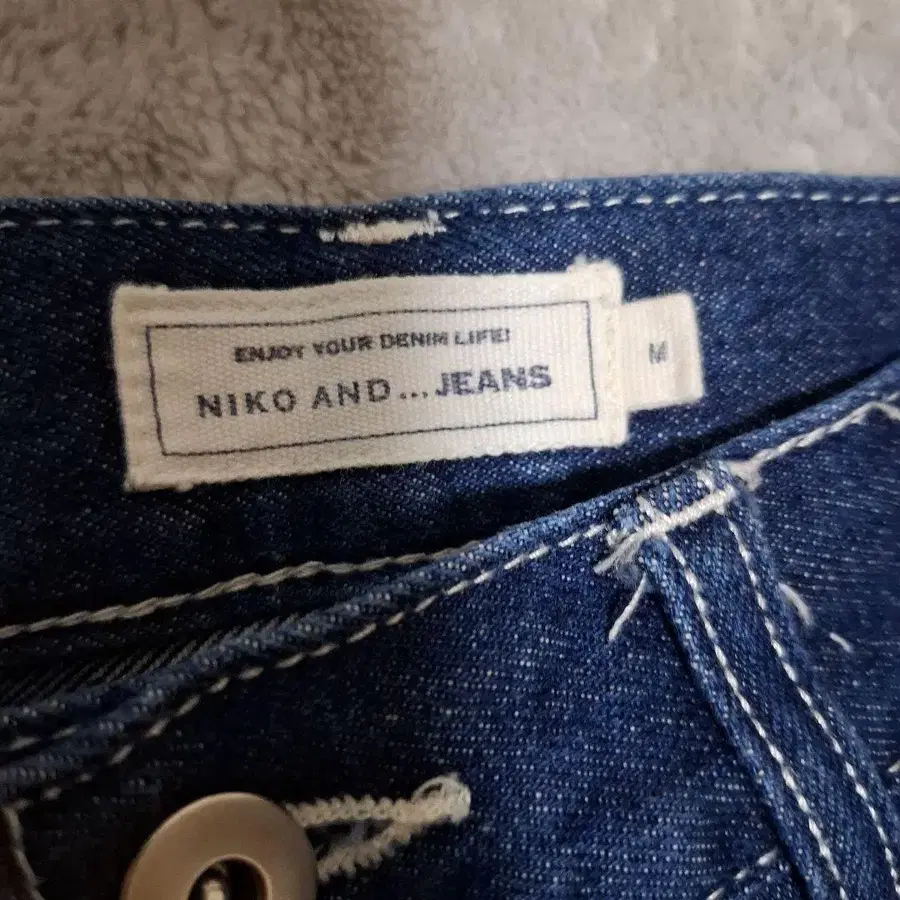 ENJOY YOUR DENIM LIFE!
NIKO AND...JEANS
M